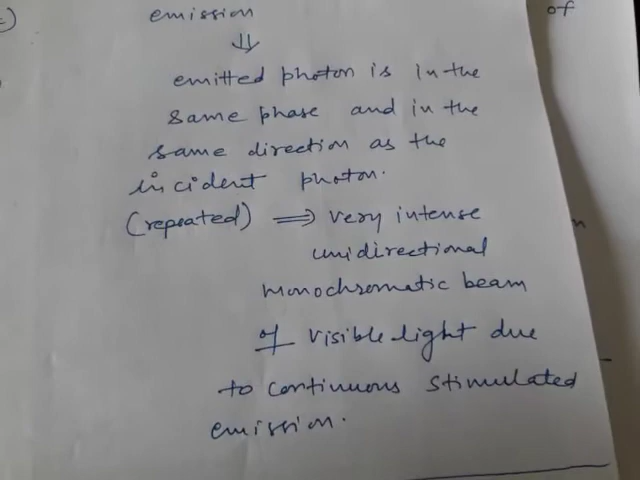 emission
⇓
emitted photon is in the
same phase and in the
same direction as the
incident photon.
(repeated) ⟹ very intense
unidirectional
monochromatic beam
of visible light due
to continuous stimulated
emission.
of